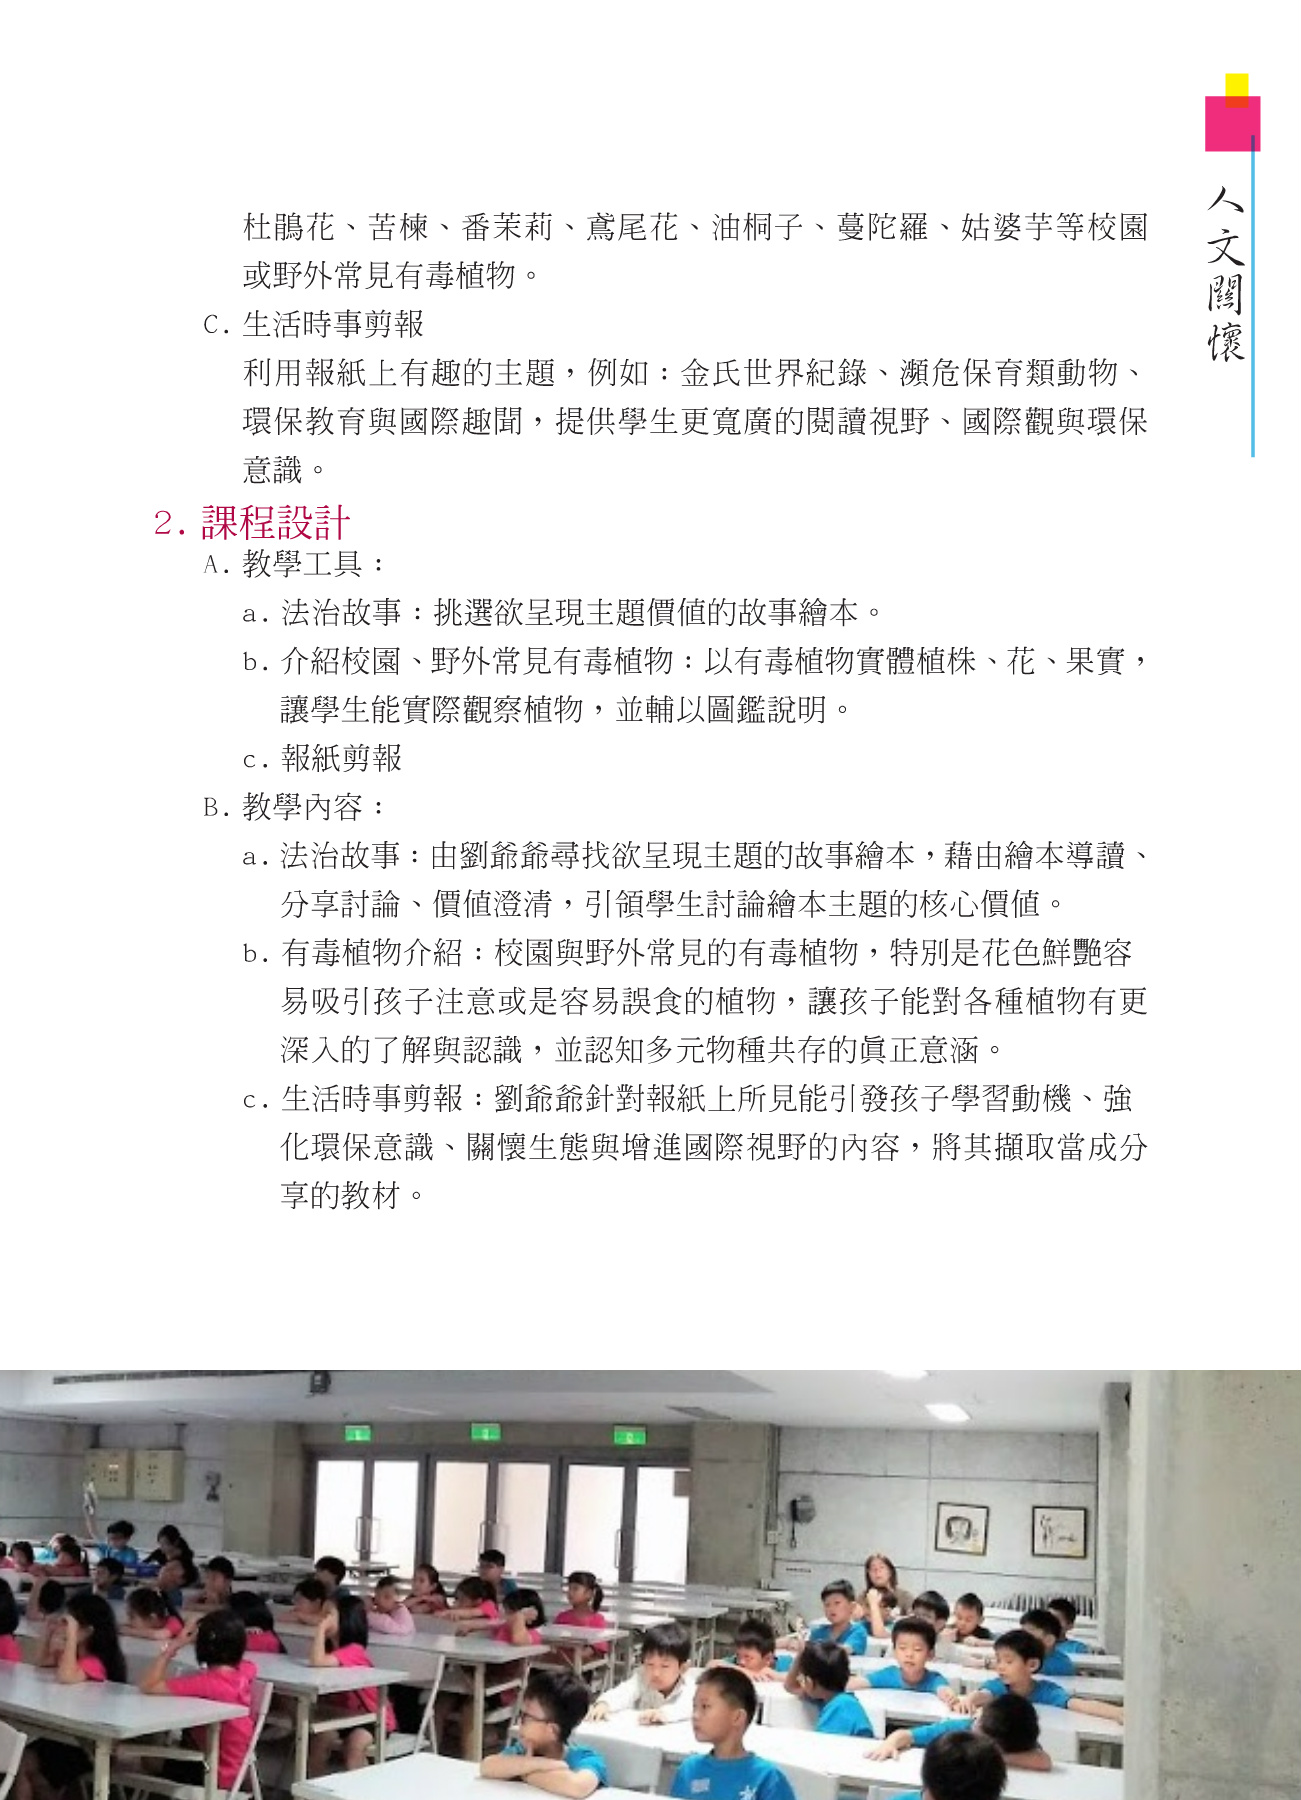 人文關懷
杜鵑花、苦楝、番茉莉、鳶尾花、油桐子、蔓陀羅、姑婆芋等校園
或野外常見有毒植物。
C. 生活時事剪報
利用報紙上有趣的主題，例如：金氏世界紀錄、瀕危保育類動物、
環保教育與國際趣聞，提供學生更寬廣的閱讀視野、國際觀與環保
意識。
2. 課程設計
A. 教學工具：
a. 法治故事：挑選欲呈現主題價值的故事繪本。
b. 介紹校園、野外常見有毒植物：以有毒植物實體植株、花、果實，
讓學生能實際觀察植物，並輔以圖鑑說明。
c. 報紙剪報
B. 教學內容：
a. 法治故事：由劉爺爺尋找欲呈現主題的故事繪本，藉由繪本導讀、
分享討論、價值澄清，引領學生討論繪本主題的核心價值。
b. 有毒植物介紹：校園與野外常見的有毒植物，特別是花色鮮艷容
易吸引孩子注意或是容易誤食的植物，讓孩子能對各種植物有更
深入的了解與認識，並認知多元物種共存的真正意涵。
c. 生活時事剪報：劉爺爺針對報紙上所見能引發孩子學習動機、強
化環保意識、關懷生態與增進國際視野的內容，將其擷取當成分
享的教材。